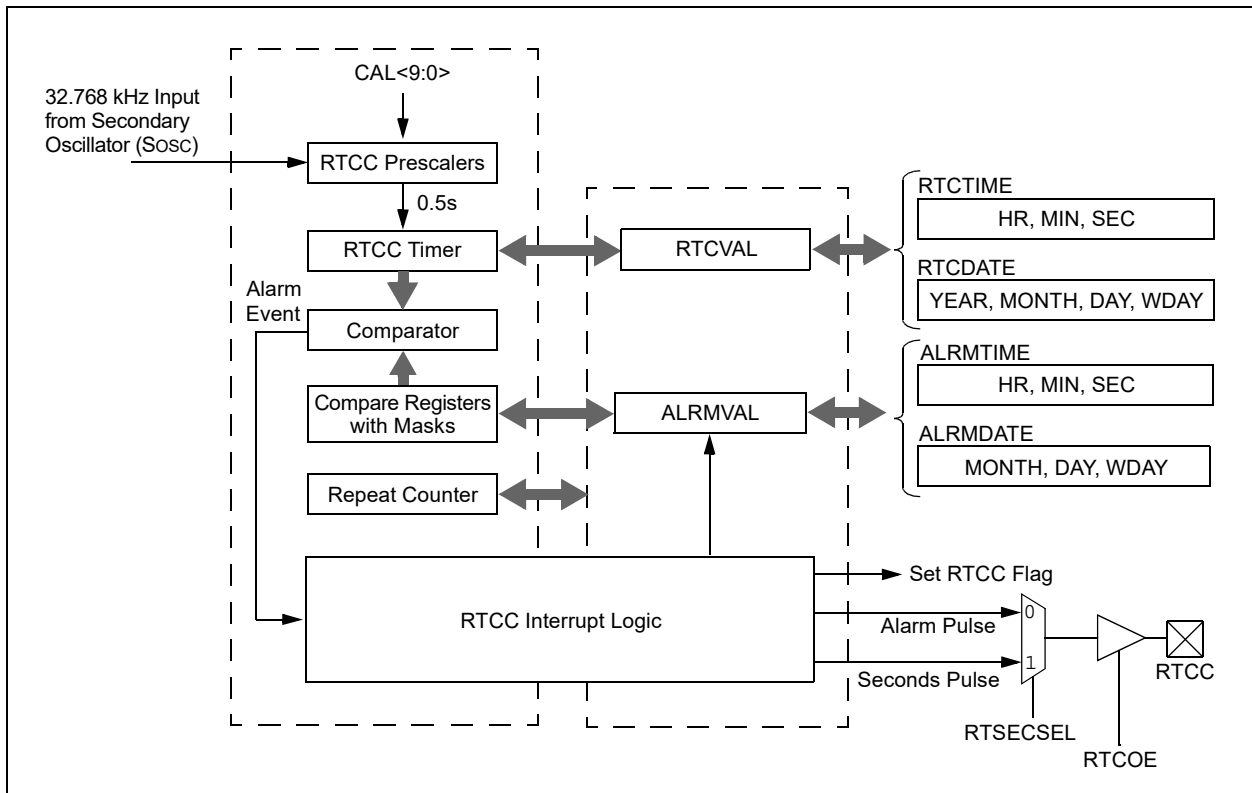 CAL<9:0>
32.768 kHz Input
from Secondary
Oscillator (SOSC)
RTCC Prescalers
0.5s
RTCC Timer
RTCVAL
RTCTIME
HR, MIN, SEC
RTCDATE
YEAR, MONTH, DAY, WDAY
Alarm
Event
Comparator
Compare Registers
with Masks
ALRMVAL
ALRMTIME
HR, MIN, SEC
ALRMDATE
MONTH, DAY, WDAY
Repeat Counter
RTCC Interrupt Logic
Set RTCC Flag
Alarm Pulse
0
Seconds Pulse
1
RTCC
RTSECSEL
RTCOE